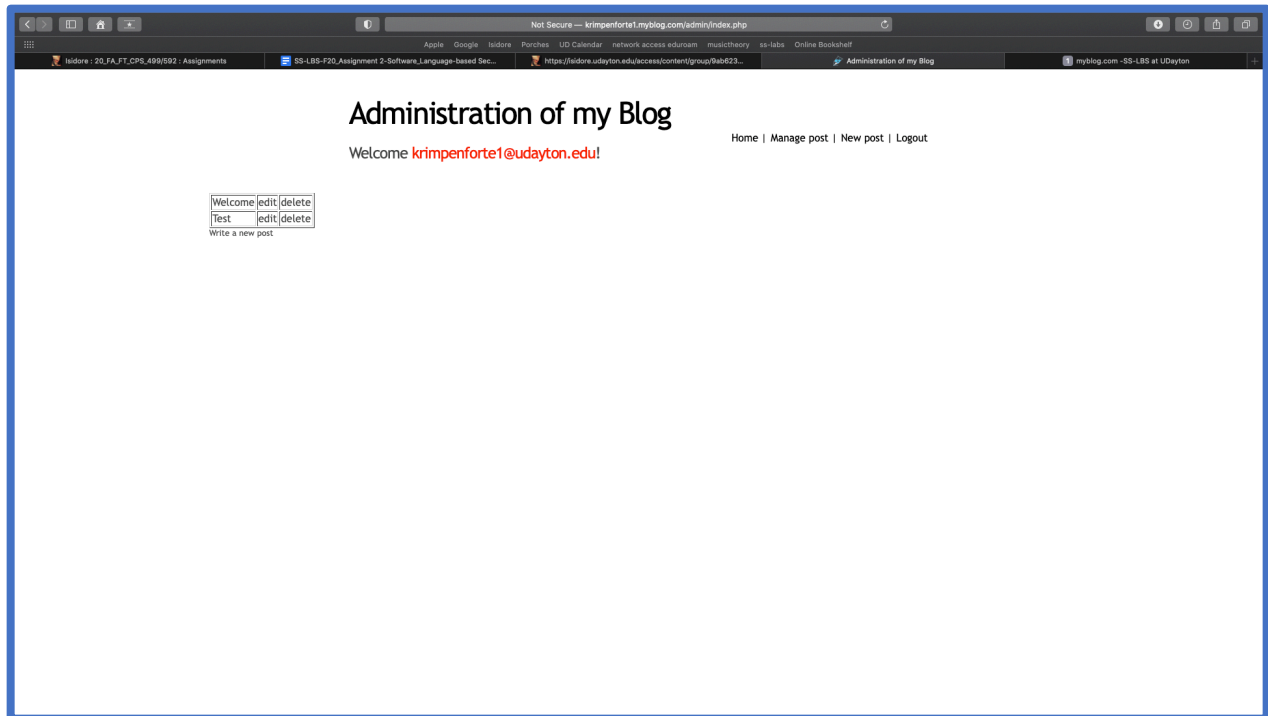 Not Secure — krimpenforte1.myblog.com/admin/index.php
Apple Google Isidore Porches UD Calendar network access eduroam musictheory ss-labs Online Bookshelf
Isidore : 20_FA_FT_CPS_499/592 : Assignments SS-LBS-F20_Assignment 2-Software_Language-based Sec... https://isidore.udayton.edu/access/content/group/9ab623... Administration of my Blog 1 myblog.com -SS-LBS at UDayton
Administration of my Blog
Home | Manage post | New post | Logout
Welcome krimpenforte1@udayton.edu!
Welcome edit delete
Test edit delete
Write a new post